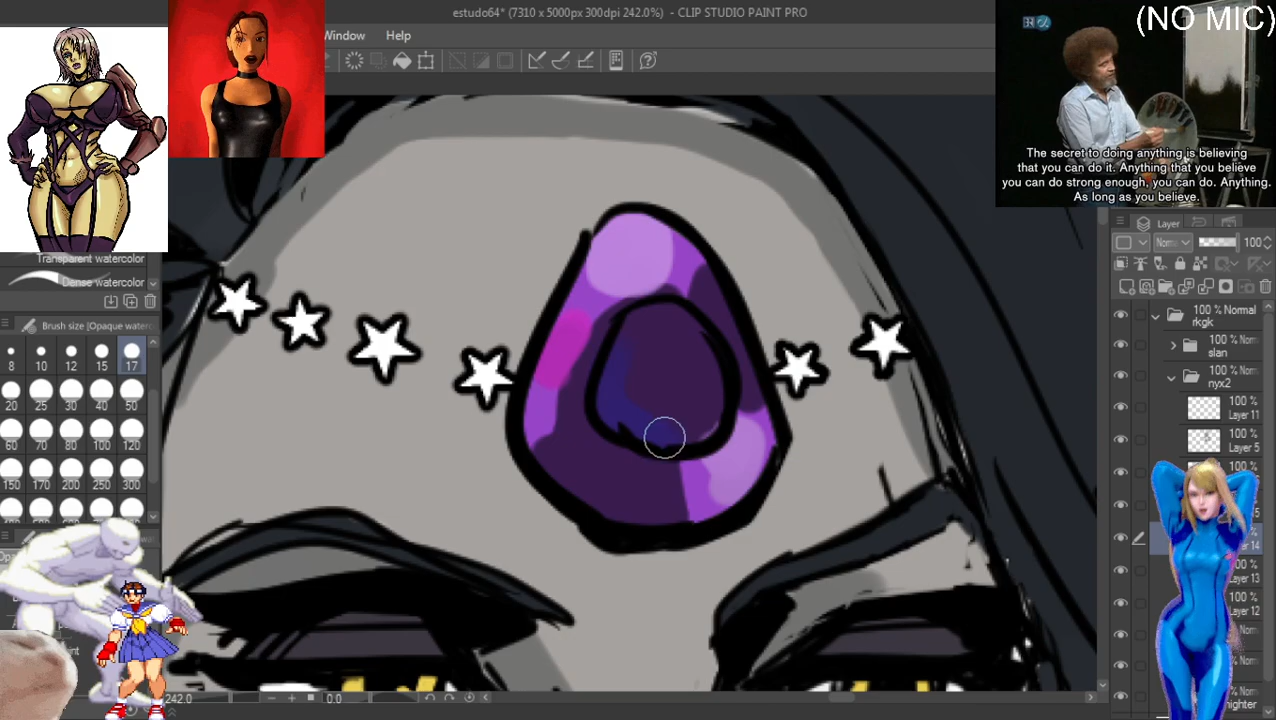 estudo64* (7310 x 5000px 300dpi 242.0%) - CLIP STUDIO PAINT PRO
(NO MIC)
Window Help
The secret to doing anything is believing
that you can do it. Anything that you believe
you can do strong enough, you can do. Anything.
As long as you believe.
Layer
100
100 % Normal
rkgk
100 %
slan
100 %
nyx2
100 %
Layer 11
100 %
Layer 5
14
Layer 13
100 %
Layer 12
Transparent watercolor
Dense watercolor
Brush size [Opaque
8 10 12 15 17
20 25 30 40 50
60 70 80 100 120
150 170 200 250 300
242.0
0.0